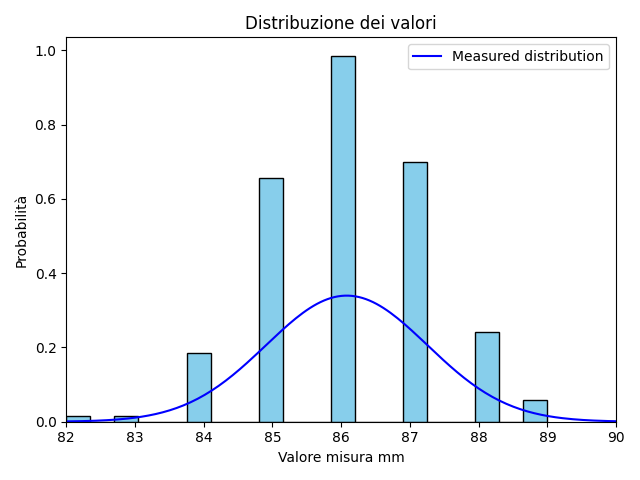 Distribuzione dei valori
Measured distribution
1.0
0.8
0.6
0.4
0.2
0.0
Probabilità
82 83 84 85 86 87 88 89 90
Valore misura mm